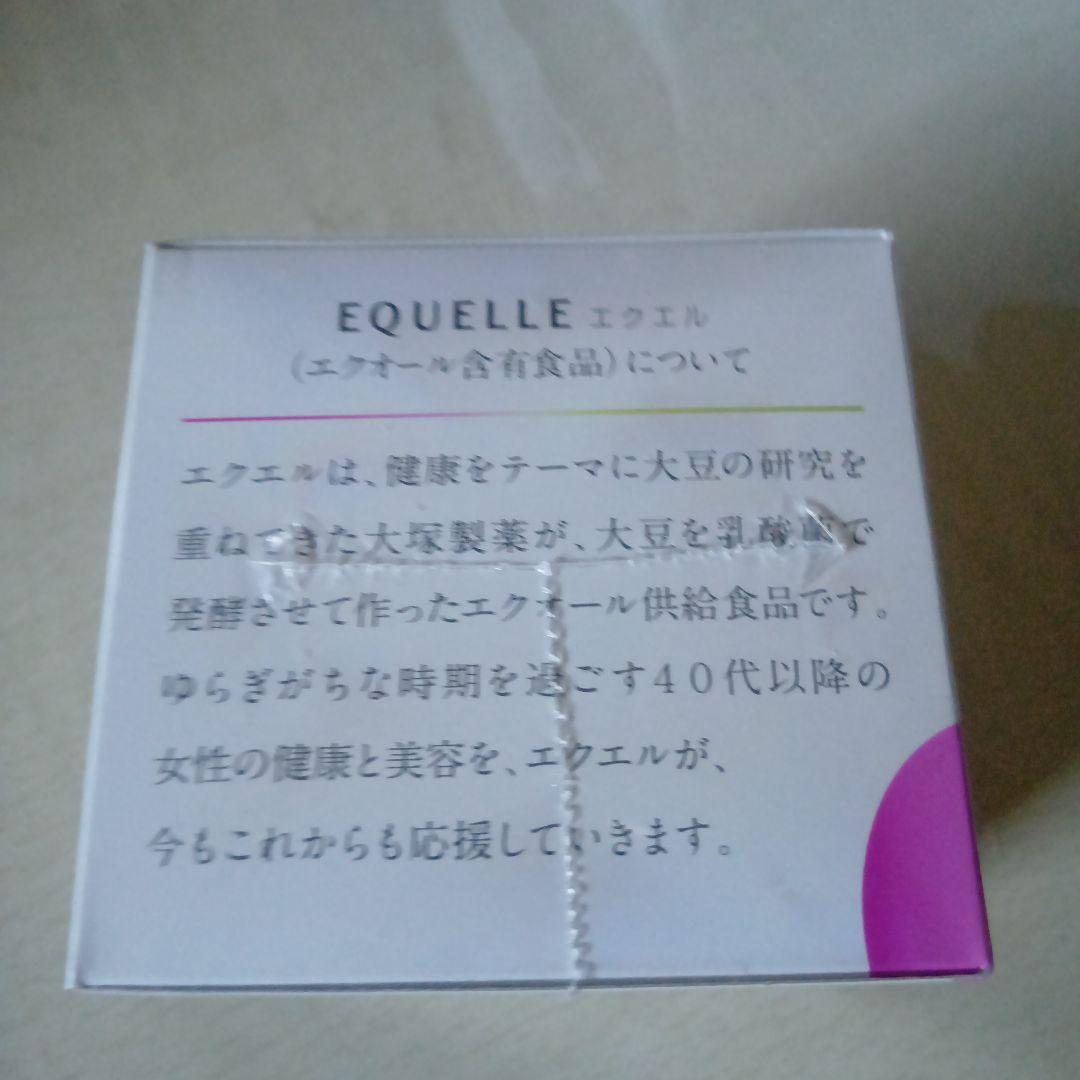 EQUELLE エクエル
(エクオール含有食品)について
エクエルは、健康をテーマに大豆の研究を
重ねてきた大塚製薬が、大豆を乳酸菌で
発酵させて作ったエクオール供給食品です。
ゆらぎがちな時期を過ごす40代以降の
女性の健康と美容を、エクエルが、
今もこれからも応援していきます。